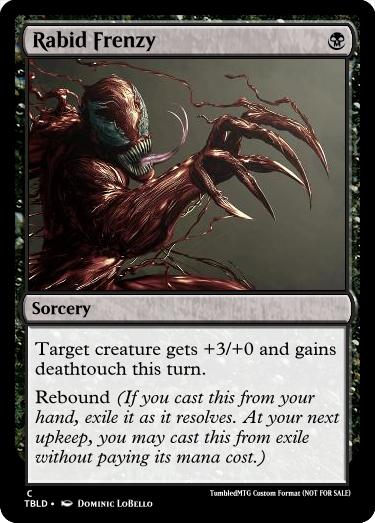 Rabid Frenzy
Sorcery
Target creature gets +3/+0 and gains
deathtouch this turn.
Rebound (If you cast this from your
hand, exile it as it resolves. At your next
upkeep, you may cast this from exile
without paying its mana cost.)
C
TBLD • Dominic LoBello
TumbledMTG Custom Format (NOT FOR SALE)